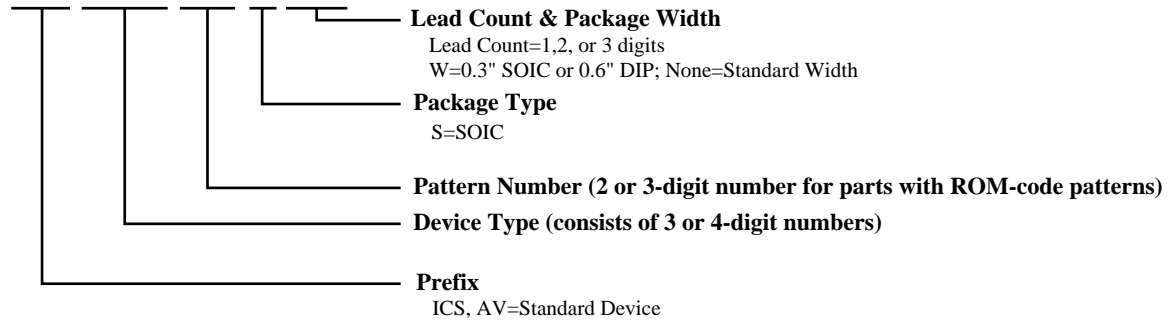 Lead Count & Package Width
Lead Count=1,2, or 3 digits
W=0.3" SOIC or 0.6" DIP; None=Standard Width
Package Type
S=SOIC
Pattern Number (2 or 3-digit number for parts with ROM-code patterns)
Device Type (consists of 3 or 4-digit numbers)
Prefix
ICS, AV=Standard Device